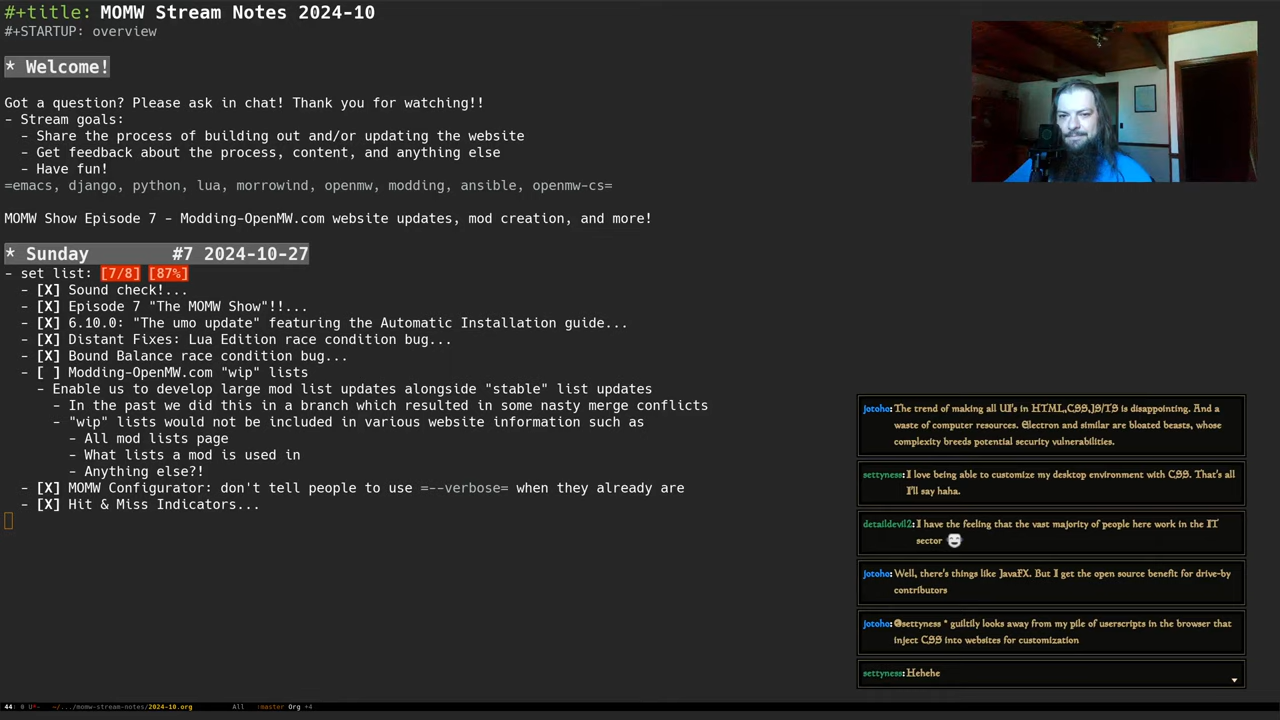 #+title: MOMW Stream Notes 2024-10
#+STARTUP: overview
* Welcome!
Got a question? Please ask in chat! Thank you for watching!!
- Stream goals:
- Share the process of building out and/or updating the website
- Get feedback about the process, content, and anything else
- Have fun!
=emacs, django, python, lua, morrowind, openmw, modding, ansible, openmw-cs=
MOMW Show Episode 7 - Modding-OpenMW.com website updates, mod creation, and more!
* Sunday #7 2024-10-27
- set list: [7/8] [87%]
- [X] Sound check!...
- [X] Episode 7 "The MOMW Show"!!...
- [X] 6.10.0: "The umo update" featuring the Automatic Installation guide...
- [X] Distant Fixes: Lua Edition race condition bug...
- [X] Bound Balance race condition bug...
- [ ] Modding-OpenMW.com "wip" lists
- Enable us to develop large mod list updates alongside "stable" list updates
- In the past we did this in a branch which resulted in some nasty merge conflicts
- "wip" lists would not be included in various website information such as
- All mod lists page
- What lists a mod is used in
- Anything else?!
- [X] MOMW Configurator: don't tell people to use =--verbose= when they already are
- [X] Hit & Miss Indicators...
jotoho: The trend of making all UI's in HTML,CSS,JS/TS is disappointing. And a
waste of computer resources. Electron and similar are bloated beasts, whose
complexity breeds potential security vulnerabilities.
settyness: I love being able to customize my desktop environment with CSS. That's all
I'll say haha.
detaildevil2: I have the feeling that the vast majority of people here work in the IT
sector
jotoho: Well, there's things like JavaFX. But I get the open source benefit for drive-by
contributors
jotoho: @settyness * guiltily looks away from my pile of userscripts in the browser that
inject CSS into websites for customization
settyness: Hehehe
44: 0 U*- ~/.../momw-stream-notes/2024-10.org All :master Org +4